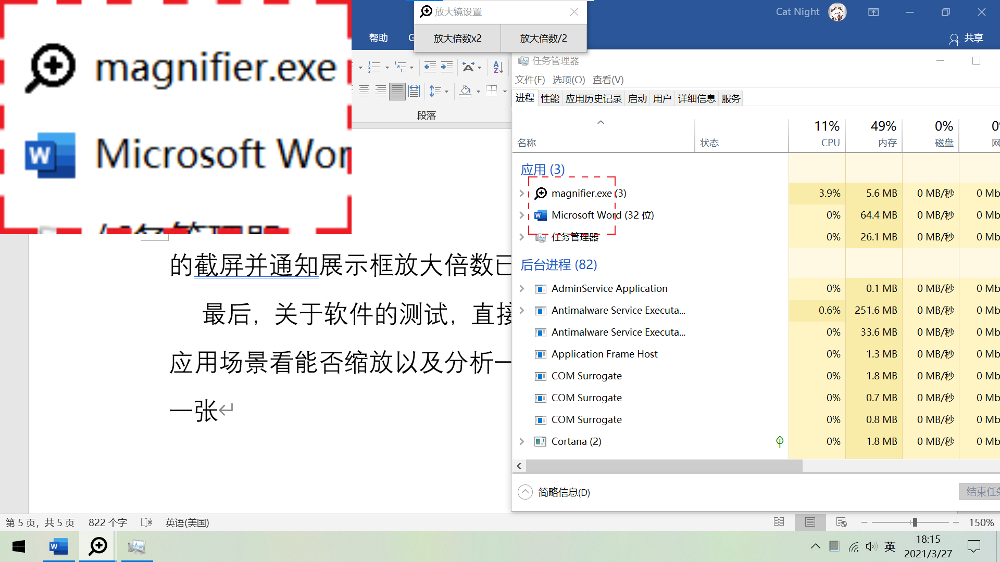 magnifier.exe
Microsoft Wor
放大镜设置
放大倍数x2
放大倍数/2
Cat Night
帮助
共享
段落
任务管理器
文件(F) 选项(O) 查看(V)
进程 性能 应用历史记录 启动 用户 详细信息 服务
11% 49% 0%
名称 状态 CPU 内存 磁盘
应用 (3)
magnifier.exe (3) 3.9% 5.6 MB 0 MB/秒 0 Mb
Microsoft Word (32 位) 0% 64.4 MB 0 MB/秒 0 Mb
任务管理器 0% 26.1 MB 0 MB/秒 0 Mb
后台进程 (82)
AdminService Application 0% 0.1 MB 0 MB/秒 0 Mb
Antimalware Service Executa... 0.6% 251.6 MB 0 MB/秒 0 Mb
Antimalware Service Executa... 0% 33.6 MB 0 MB/秒 0 Mb
Application Frame Host 0% 1.3 MB 0 MB/秒 0 Mb
COM Surrogate 0% 1.8 MB 0 MB/秒 0 Mb
COM Surrogate 0% 0.7 MB 0 MB/秒 0 Mb
COM Surrogate 0% 0.8 MB 0 MB/秒 0 Mb
Cortana (2) 0% 1.8 MB 0 MB/秒 0 Mb
简略信息(D)
结束任
的截屏并通知展示框放大倍数已
最后，关于软件的测试，直接
应用场景看能否缩放以及分析一
一张
第 5 页，共 5 页 822 个字 英语(美国) 150%
英
18:15
2021/3/27